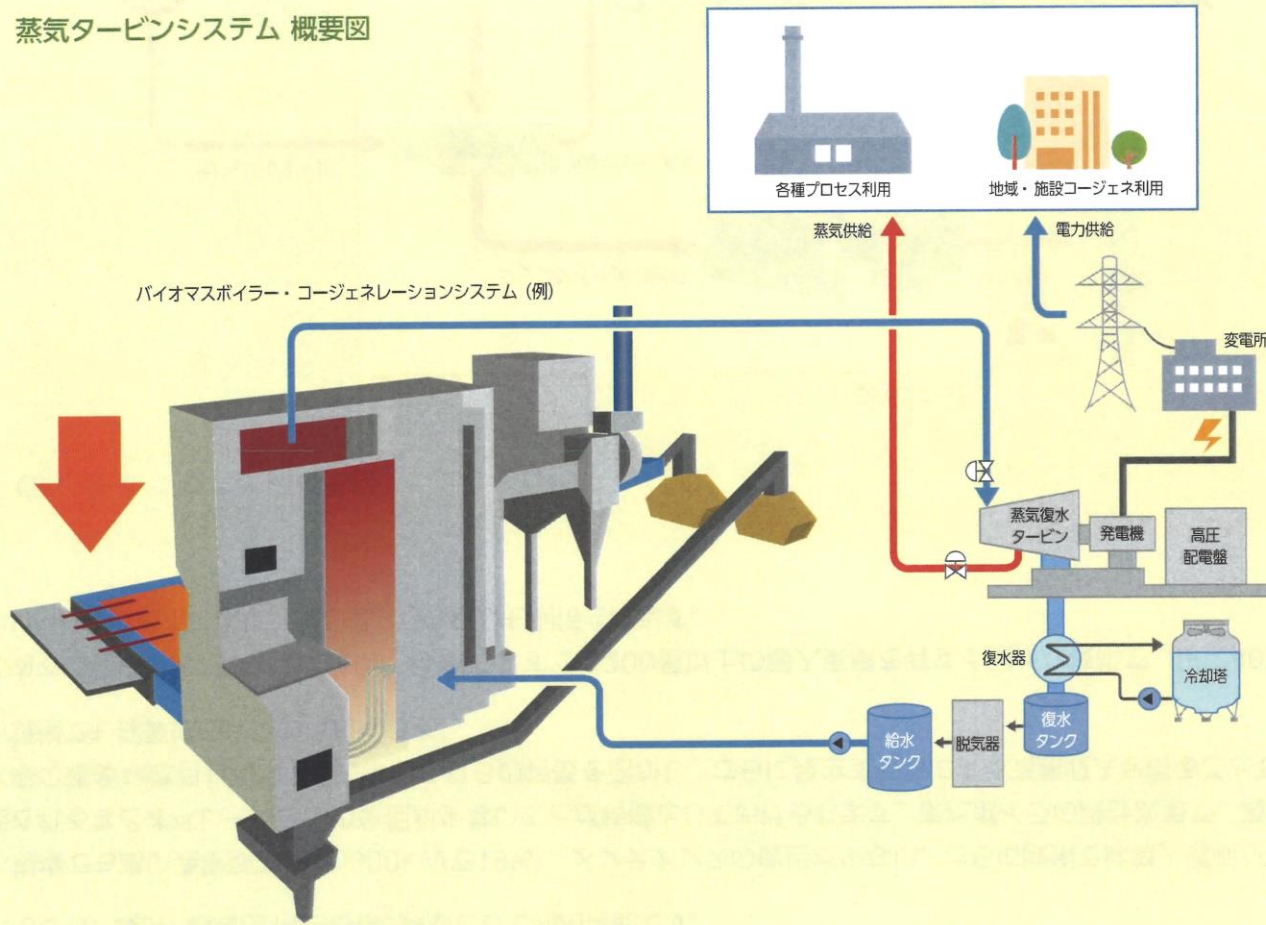 蒸気タービンシステム 概要図
各種プロセス利用
地域・施設コージェネ利用
蒸気供給
電力供給
バイオマスボイラー・コージェネレーションシステム（例）
変電所
蒸気復水
タービン
発電機
高圧
配電盤
復水器
冷却塔
給水
タンク
脱気器
復水
タンク